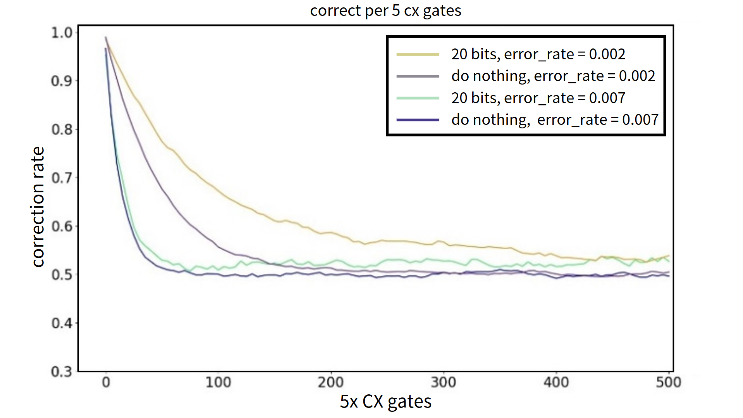 correct per 5 cx gates
20 bits, error_rate = 0.002
do nothing, error_rate = 0.002
20 bits, error_rate = 0.007
do nothing, error_rate = 0.007
correction rate
1.0
0.9
0.8
0.7
0.6
0.5
0.4
0.3
0 100 200 300 400 500
5x CX gates